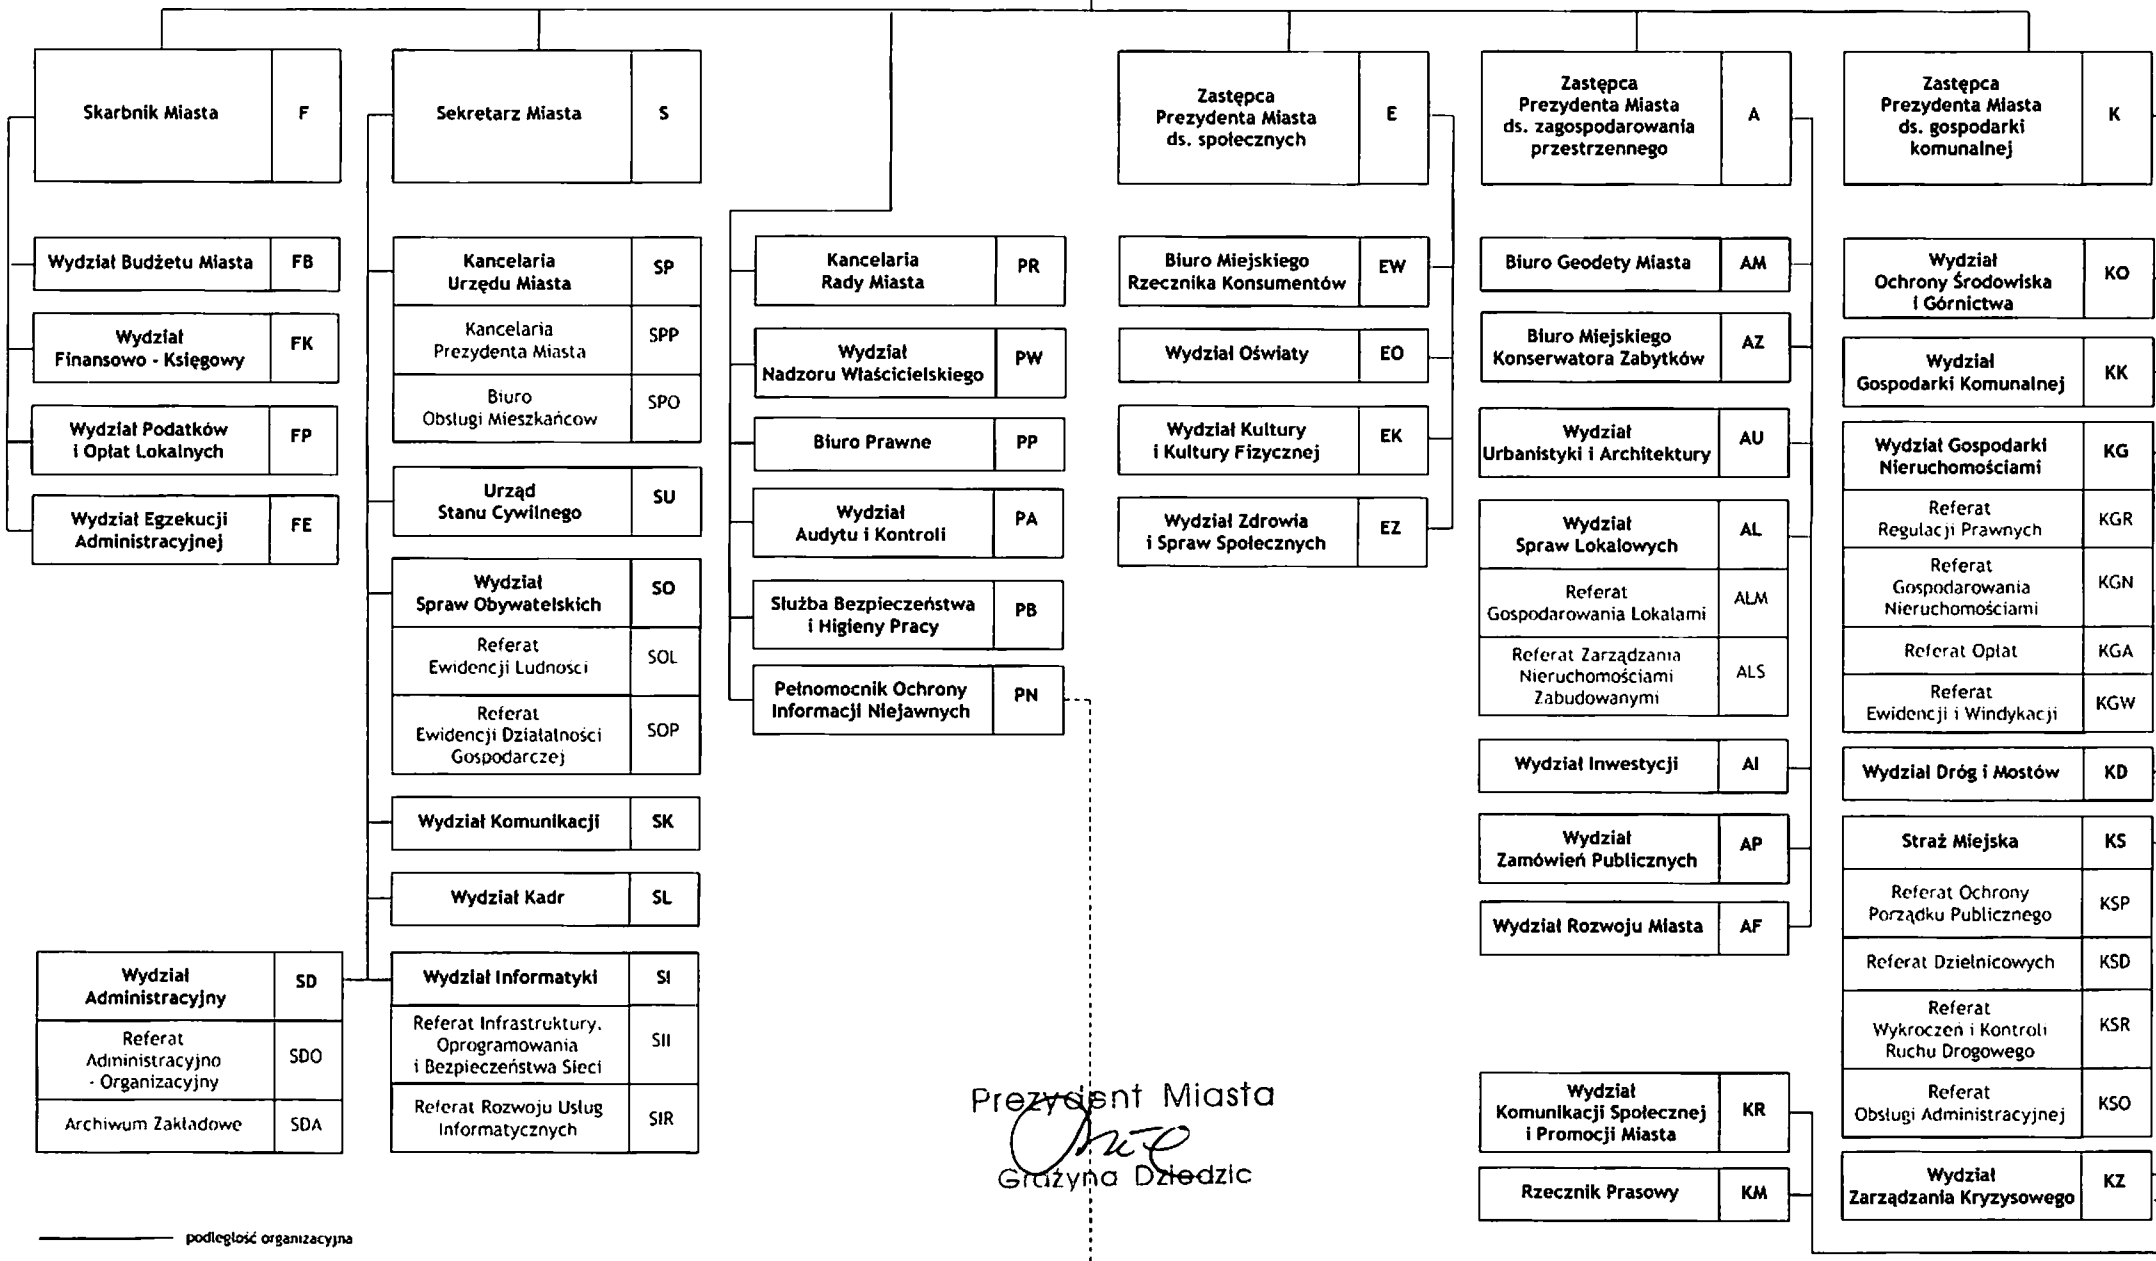 Skarbnik Miasta
F
Wydział Budżetu Miasta
FB
Wydział
Finansowo - Księgowy
FK
Wydział Podatków
i Opłat Lokalnych
FP
Wydział Egzekucji
Administracyjnej
FE
Sekretarz Miasta
S
Kancelaria
Urzędu Miasta
SP
Kancelaria
Prezydenta Miasta
SPP
Biuro
Obsługi Mieszkańcow
SPO
Urząd
Stanu Cywilnego
SU
Wydział
Spraw Obywatelskich
SO
Referat
Ewidencji Ludności
SOL
Referat
Ewidencji Działalności
Gospodarczej
SOP
Wydział Komunikacji
SK
Wydział Kadr
SL
Wydział
Administracyjny
SD
Referat
Administracyjno
- Organizacyjny
SDO
Archiwum Zakładowe
SDA
Wydział Informatyki
SI
Referat Infrastruktury.
Oprogramowania
i Bezpieczeństwa Sieci
SII
Referat Rozwoju Usług
Informatycznych
SIR
Kancelaria
Rady Miasta
PR
Wydział
Nadzoru Właścicielskiego
PW
Biuro Prawne
PP
Wydział
Audytu i Kontroli
PA
Służba Bezpieczeństwa
i Higieny Pracy
PB
Pełnomocnik Ochrony
Informacji Niejawnych
PN
Zastępca
Prezydenta Miasta
ds. społecznych
E
Biuro Miejskiego
Rzecznika Konsumentów
EW
Wydział Oświaty
EO
Wydział Kultury
i Kultury Fizycznej
EK
Wydział Zdrowia
i Spraw Społecznych
EZ
Zastępca
Prezydenta Miasta
ds. zagospodarowania
przestrzennego
A
Biuro Geodety Miasta
AM
Biuro Miejskiego
Konserwatora Zabytków
AZ
Wydział
Urbanistyki i Architektury
AU
Wydział
Spraw Lokalowych
AL
Referat
Gospodarowania Lokalami
ALM
Referat Zarządzania
Nieruchomościami
Zabudowanymi
ALS
Wydział Inwestycji
AI
Wydział
Zamówień Publicznych
AP
Wydział Rozwoju Miasta
AF
Wydział
Komunikacji Społecznej
i Promocji Miasta
KR
Rzecznik Prasowy
KM
Zastępca
Prezydenta Miasta
ds. gospodarki
komunalnej
K
Wydział
Ochrony Środowiska
i Górnictwa
KO
Wydział
Gospodarki Komunalnej
KK
Wydział Gospodarki
Nieruchomościami
KG
Referat
Regulacji Prawnych
KGR
Referat
Gospodarowania
Nieruchomościami
KGN
Referat Opłat
KGA
Referat
Ewidencji i Windykacji
KGW
Wydział Dróg i Mostów
KD
Straż Miejska
KS
Referat Ochrony
Porządku Publicznego
KSP
Referat Dzielnicowych
KSD
Referat
Wykroczeń i Kontroli
Ruchu Drogowego
KSR
Referat
Obsługi Administracyjnej
KSO
Wydział
Zarządzania Kryzysowego
KZ
Prezydent Miasta
Grażyna Dziedzic
podległość organizacyjna